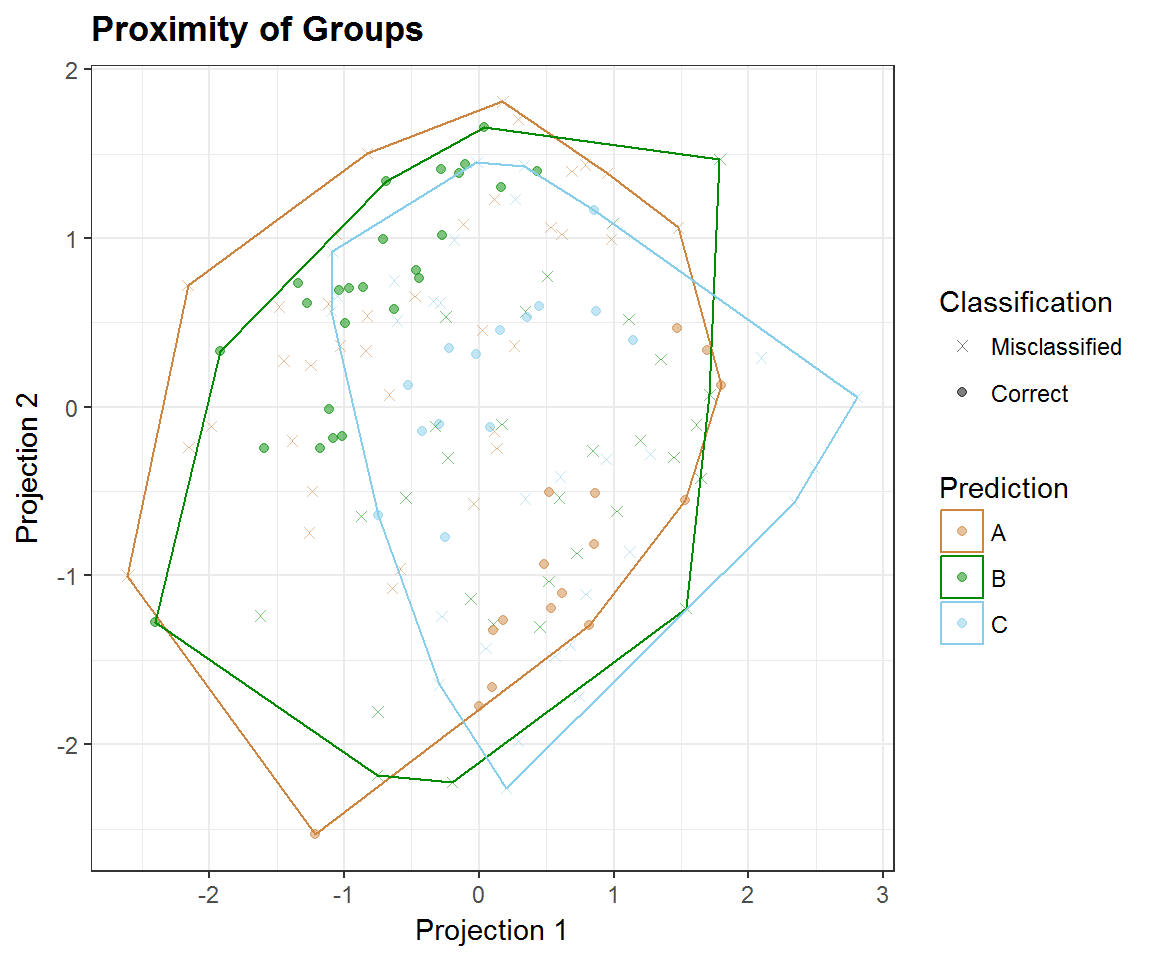 Proximity of Groups
2
1
0
-1
-2
Projection 2
-2
-1
0
1
2
3
Projection 1
Classification
Misclassified
Correct
Prediction
A
B
C